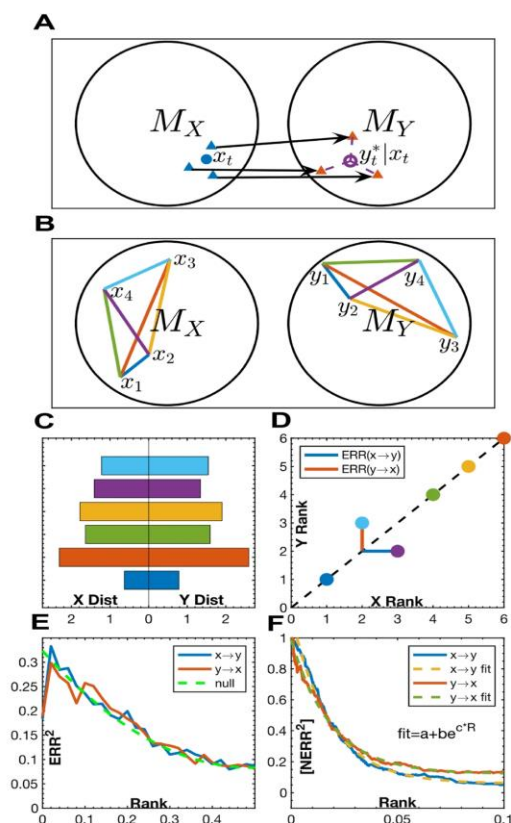 A
M_X
M_Y
x_t
y_t^*|x_t
B
x_3
x_4
M_X
x_2
x_1
y_1
y_4
y_2
M_Y
y_3
C
X Dist
Y Dist
2 1 0 1 2
D
6
5
4
3
2
1
0
Y Rank
ERR(x→y)
ERR(y→x)
0 1 2 3 4 5 6
X Rank
E
0.3
0.25
0.2
0.15
0.1
0.05
0
ERR²
x→y
y→x
null
0 0.1 0.2 0.3 0.4
Rank
F
1
0.8
0.6
0.4
0.2
0
[NERR²]
x→y
x→y fit
y→x
y→x fit
fit=a+be^{c*R}
0 0.05 0.1
Rank